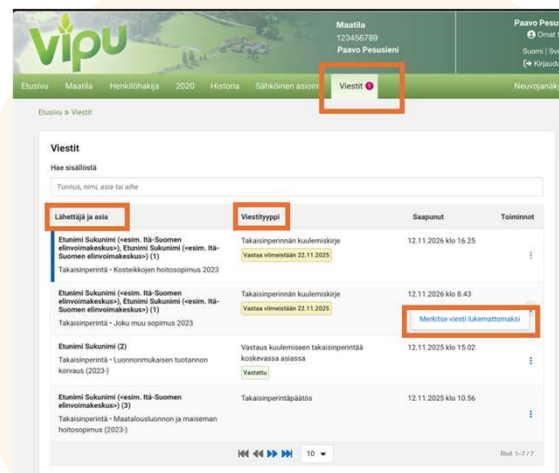 vipu
Maatila
123456789
Paavo Pesusieni
Paavo Pesus
Omat
Suomi | Sve
Kirjaudu
Etusivu Maatila Henkilöhakija 2020 Historia Sähköinen asiointi Viestit 1 Neuvojanäky
Etusivu » Viestit
Viestit
Hae sisällöstä
Tunnus, nimi, asia tai aihe
Lähettäjä ja asia Viestityyppi Saapunut Toiminnot
Etunimi Sukunimi (<esim. Itä-Suomen
elinvoimakeskus>), Etunimi Sukunimi (<esim. Itä-
Suomen elinvoimakeskus>) (1)
Takaisinperintä • Kosteikkojen hoitosopimus 2023
Takaisinperinnän kuulemiskirje
Vastaa viimeistään 22.11.2025
12.11.2026 klo 16.25
Etunimi Sukunimi (<esim. Itä-Suomen
elinvoimakeskus>), Etunimi Sukunimi (<esim. Itä-
Suomen elinvoimakeskus>) (1)
Takaisinperintä • Joku muu sopimus 2023
Takaisinperinnän kuulemiskirje
Vastaa viimeistään 22.11.2025
12.11.2026 klo 8.43
Merkitse viesti lukemattomaksi
Etunimi Sukunimi (2)
Takaisinperintä • Luonnonmukaisen tuotannon
korvaus (2023-)
Vastaus kuulemiseen takaisinperintää
koskevassa asiassa
Vastattu
12.11.2025 klo 15.02
Etunimi Sukunimi (<esim. Itä-Suomen
elinvoimakeskus>) (3)
Takaisinperintä • Maatalousluonnon ja maiseman
hoitosopimus (2023-)
Takaisinperintäpäätös
12.11.2025 klo 10.56
10
Rivit 1-7 / 7